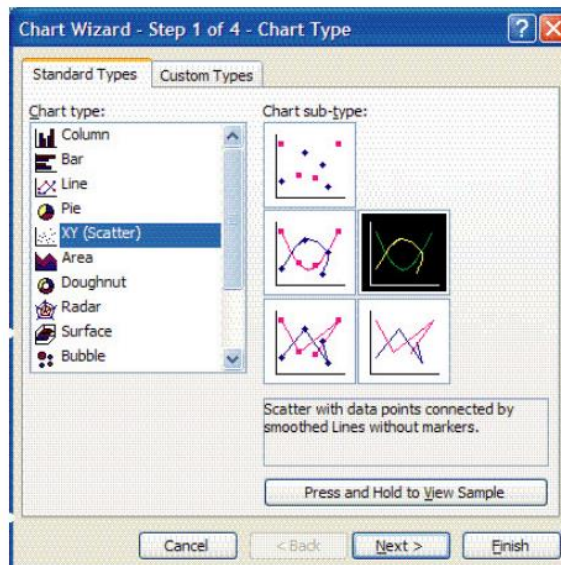 Chart Wizard - Step 1 of 4 - Chart Type
Standard Types Custom Types
Chart type:
Column
Bar
Line
Pie
XY (Scatter)
Area
Doughnut
Radar
Surface
Bubble
Chart sub-type:
Scatter with data points connected by
smoothed Lines without markers.
Press and Hold to View Sample
Cancel < Back Next > Finish